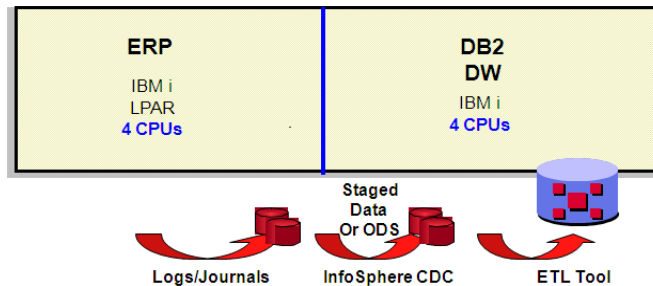 ERP
IBM i
LPAR
4 CPUs
DB2
DW
IBM i
4 CPUs
Staged
Data
Or ODS
Logs/Journals
InfoSphere CDC
ETL Tool